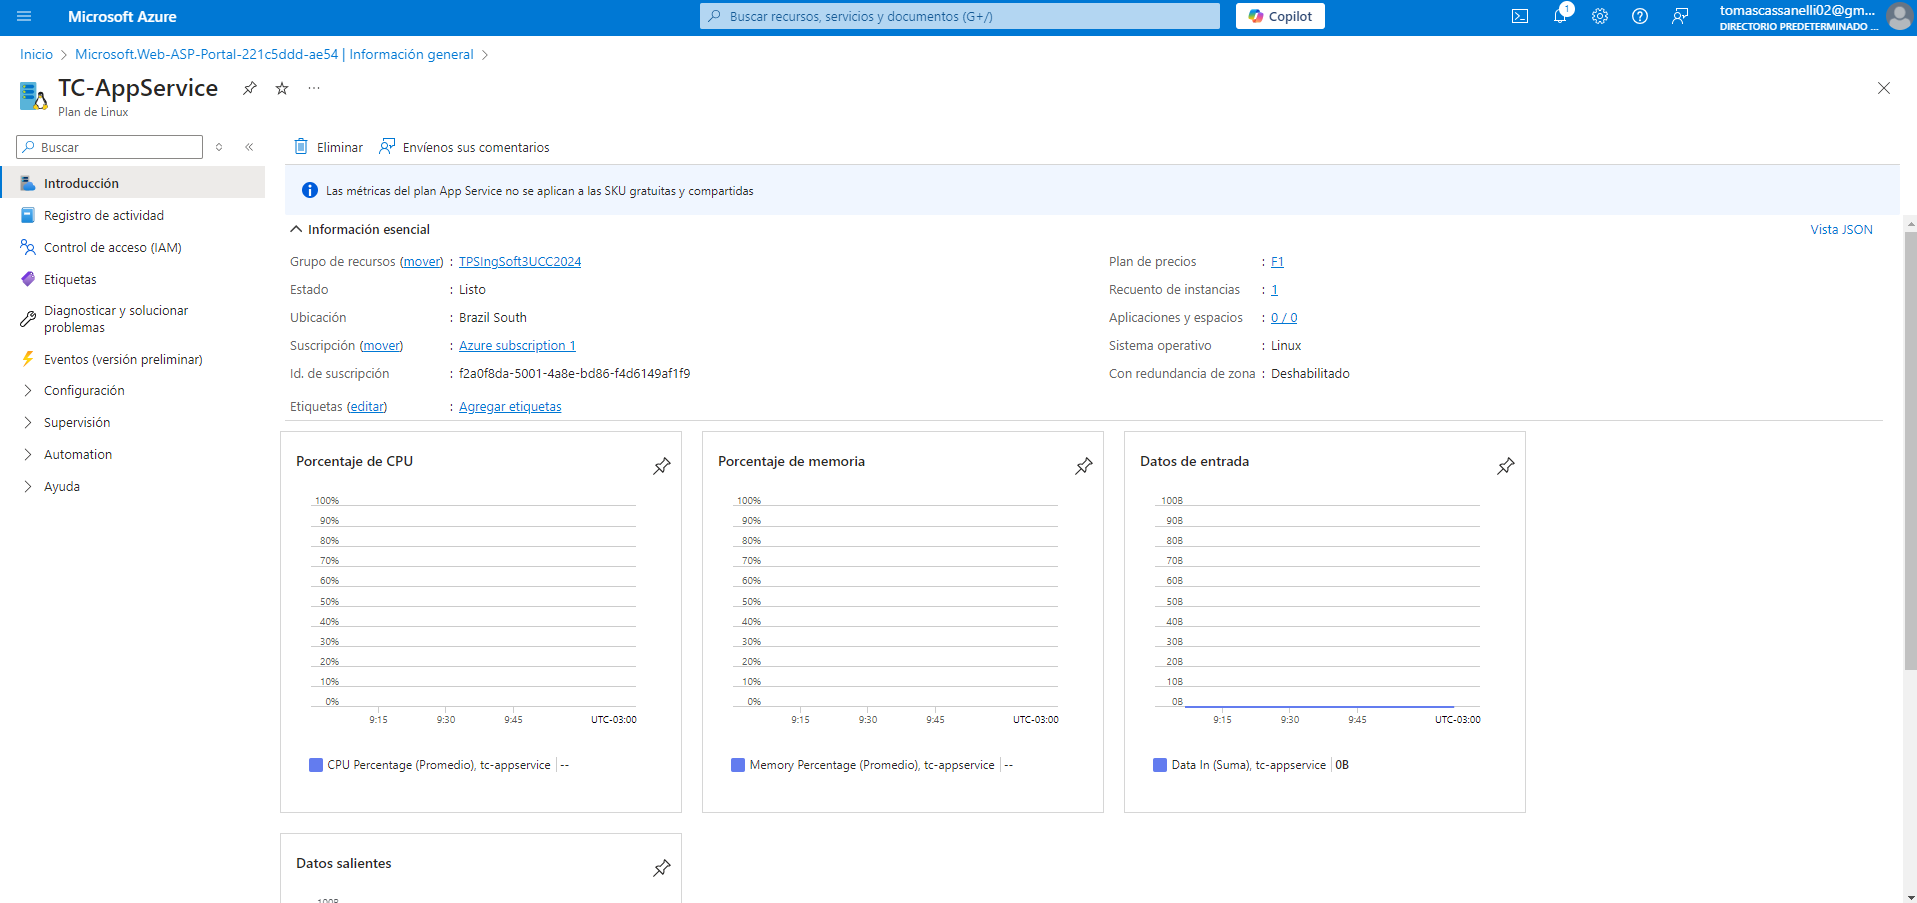 Microsoft Azure
Buscar recursos, servicios y documentos (G+/)
Copilot
1
tomascassanelli02@gm...
DIRECTORIO PREDETERMINADO ...
Inicio > Microsoft.Web-ASP-Portal-221c5ddd-ae54 | Información general >
TC-AppService
...
Plan de Linux
Buscar
Introducción
Registro de actividad
Control de acceso (IAM)
Etiquetas
Diagnosticar y solucionar
problemas
Eventos (versión preliminar)
Configuración
Supervisión
Automation
Ayuda
Eliminar
Envíenos sus comentarios
Las métricas del plan App Service no se aplican a las SKU gratuitas y compartidas
Información esencial
Vista JSON
Grupo de recursos (mover) : TPSIngSoft3UCC2024
Estado : Listo
Ubicación : Brazil South
Suscripción (mover) : Azure subscription 1
Id. de suscripción : f2a0f8da-5001-4a8e-bd86-f4d6149af1f9
Etiquetas (editar) : Agregar etiquetas
Plan de precios : F1
Recuento de instancias : 1
Aplicaciones y espacios : 0 / 0
Sistema operativo : Linux
Con redundancia de zona : Deshabilitado
Porcentaje de CPU
100%
90%
80%
70%
60%
50%
40%
30%
20%
10%
0%
9:15 9:30 9:45 UTC-03:00
CPU Percentage (Promedio), tc-appservice | --
Porcentaje de memoria
100%
90%
80%
70%
60%
50%
40%
30%
20%
10%
0%
9:15 9:30 9:45 UTC-03:00
Memory Percentage (Promedio), tc-appservice | --
Datos de entrada
100B
90B
80B
70B
60B
50B
40B
30B
20B
10B
0B
9:15 9:30 9:45 UTC-03:00
Data In (Suma), tc-appservice | 0B
Datos salientes
100B